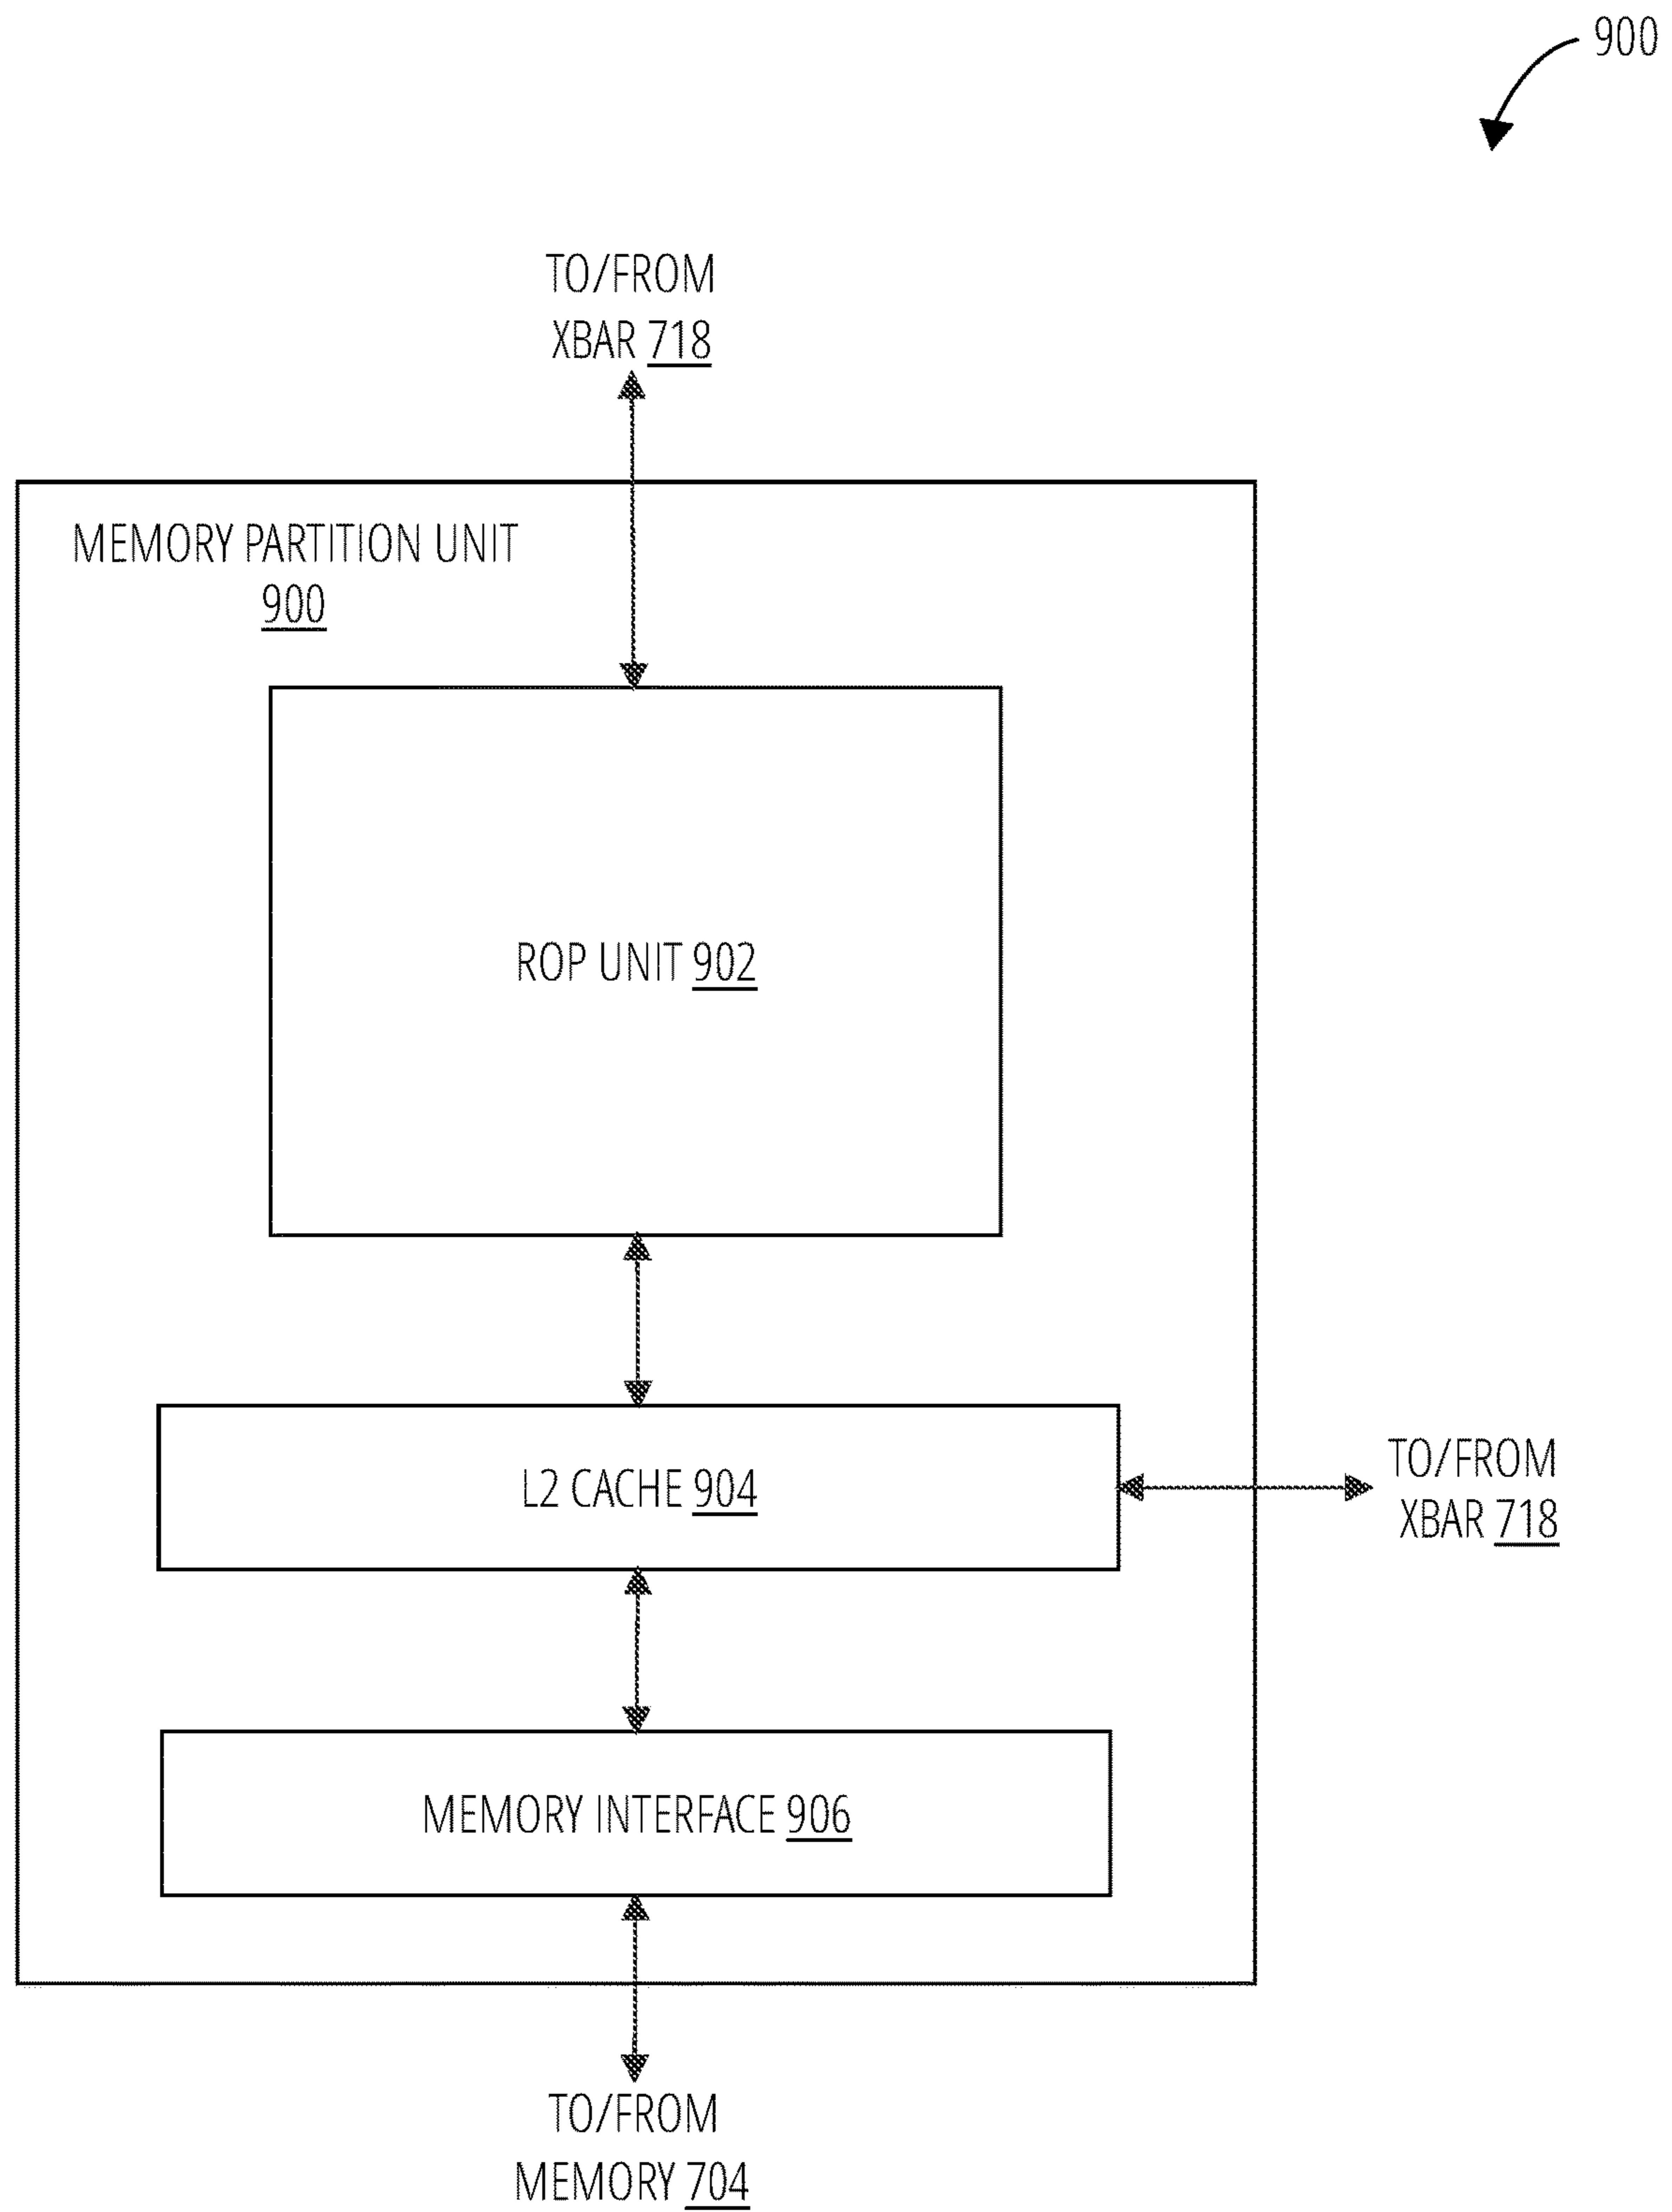 900
TO/FROM
XBAR 718
MEMORY PARTITION UNIT
900
ROP UNIT 902
L2 CACHE 904
TO/FROM
XBAR 718
MEMORY INTERFACE 906
TO/FROM
MEMORY 704